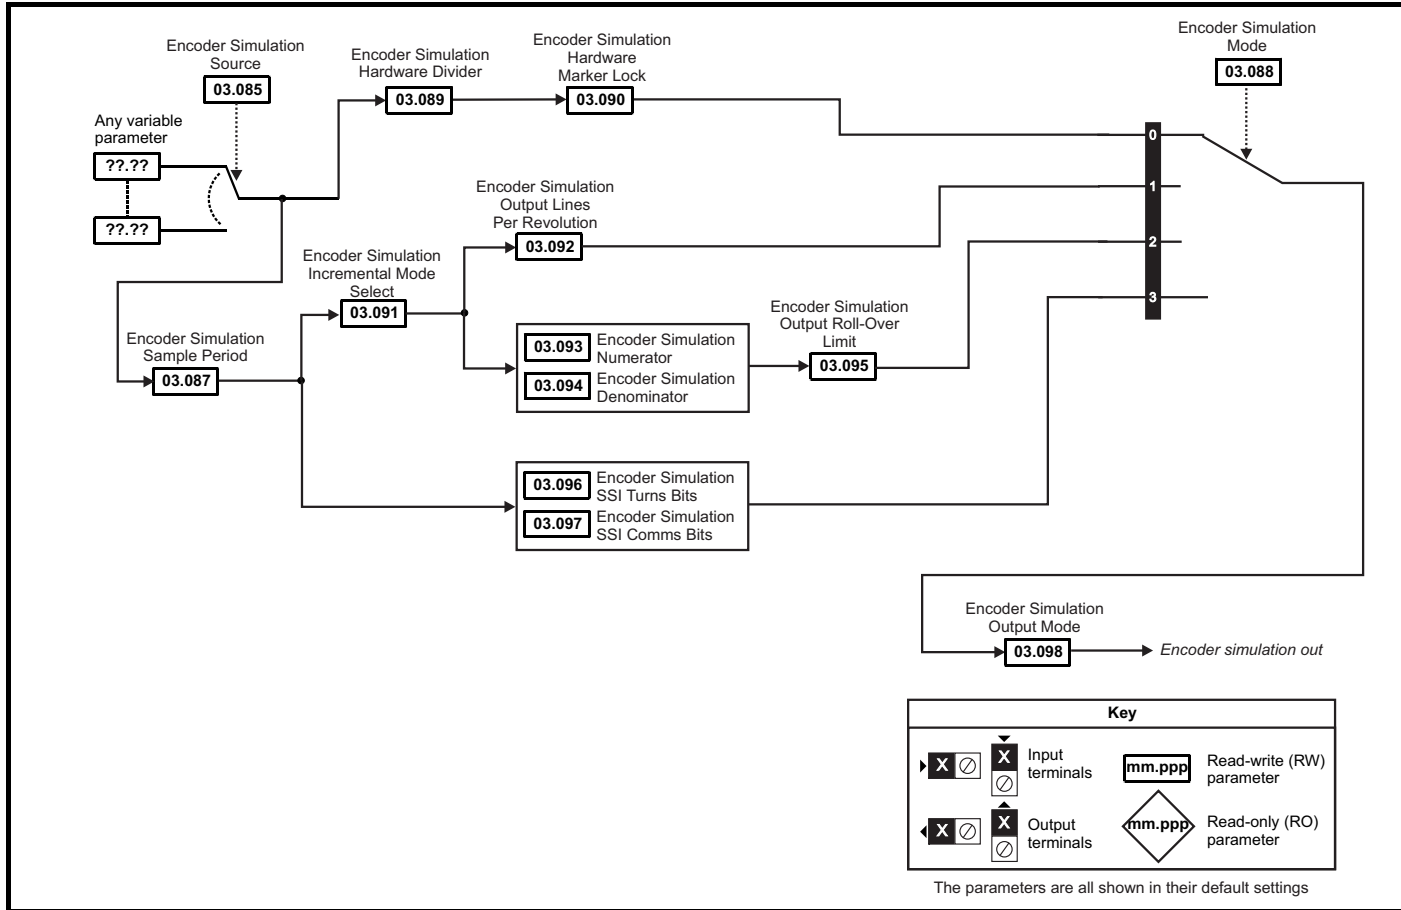 Encoder Simulation
Source
03.085
Any variable
parameter
??.??
??.??
Encoder Simulation
Hardware Divider
03.089
Encoder Simulation
Hardware
Marker Lock
03.090
Encoder Simulation
Mode
03.088
0
1
2
3
Encoder Simulation
Output Lines
Per Revolution
03.092
Encoder Simulation
Incremental Mode
Select
03.091
Encoder Simulation
Sample Period
03.087
03.093
Encoder Simulation
Numerator
03.094
Encoder Simulation
Denominator
Encoder Simulation
Output Roll-Over
Limit
03.095
03.096
Encoder Simulation
SSI Turns Bits
03.097
Encoder Simulation
SSI Comms Bits
Encoder Simulation
Output Mode
03.098
Encoder simulation out
Key
X
X
Input
terminals
mm.ppp
Read-write (RW)
parameter
X
X
Output
terminals
mm.ppp
Read-only (RO)
parameter
The parameters are all shown in their default settings